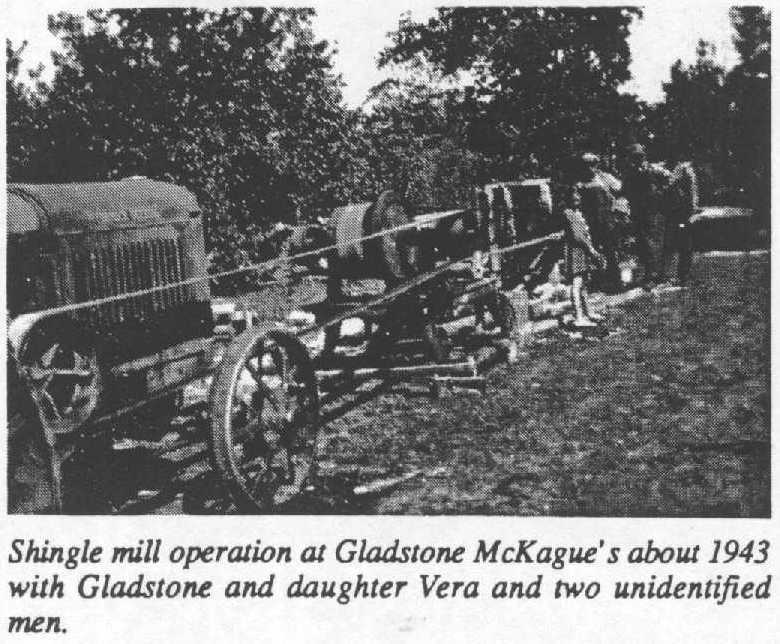 Shingle mill operation at Gladstone McKague's about 1943
with Gladstone and daughter Vera and two unidentified
men.